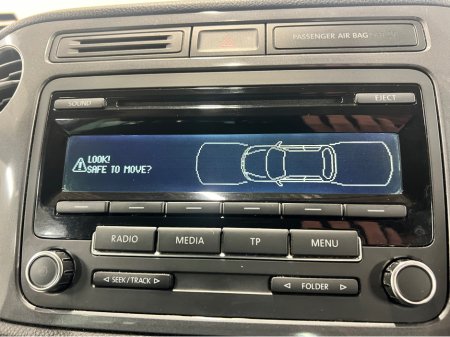 PASSENGER AIR BAG
SOUND
EJECT
LOOK!
SAFE TO MOVE?
RADIO
MEDIA
TP
MENU
SEEK / TRACK
FOLDER